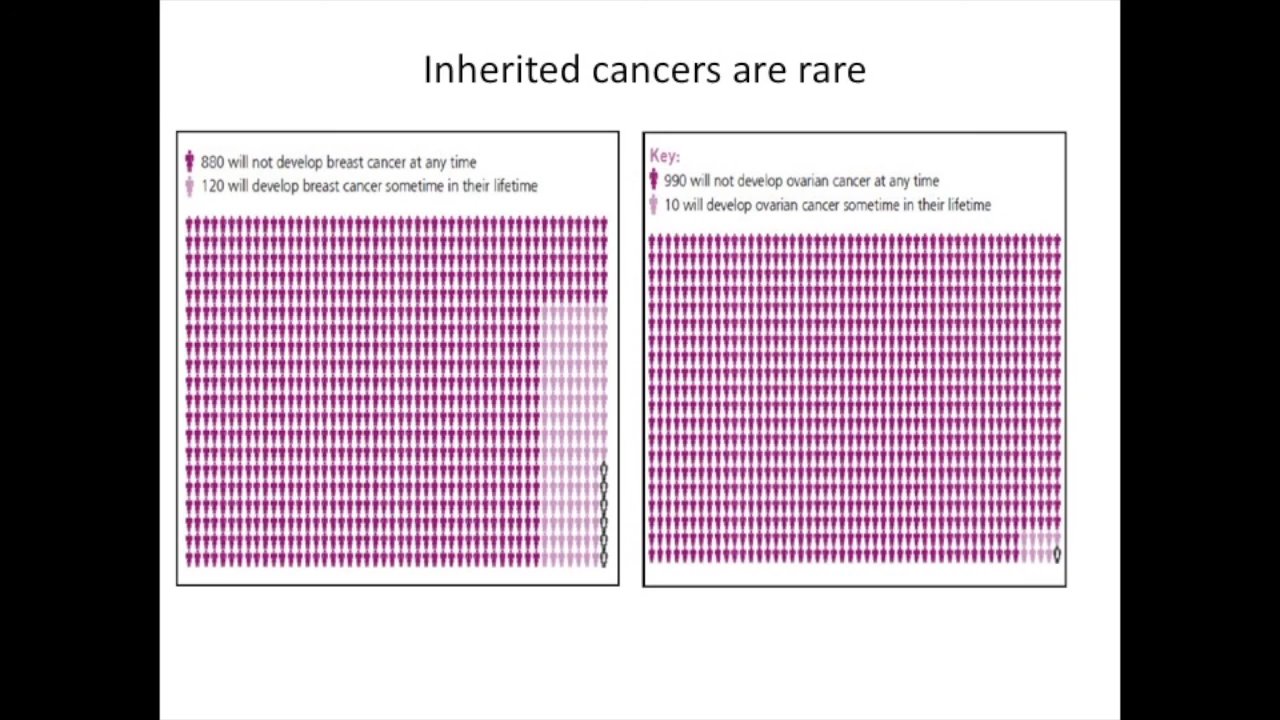 Inherited cancers are rare
880 will not develop breast cancer at any time
120 will develop breast cancer sometime in their lifetime
Key:
990 will not develop ovarian cancer at any time
10 will develop ovarian cancer sometime in their lifetime